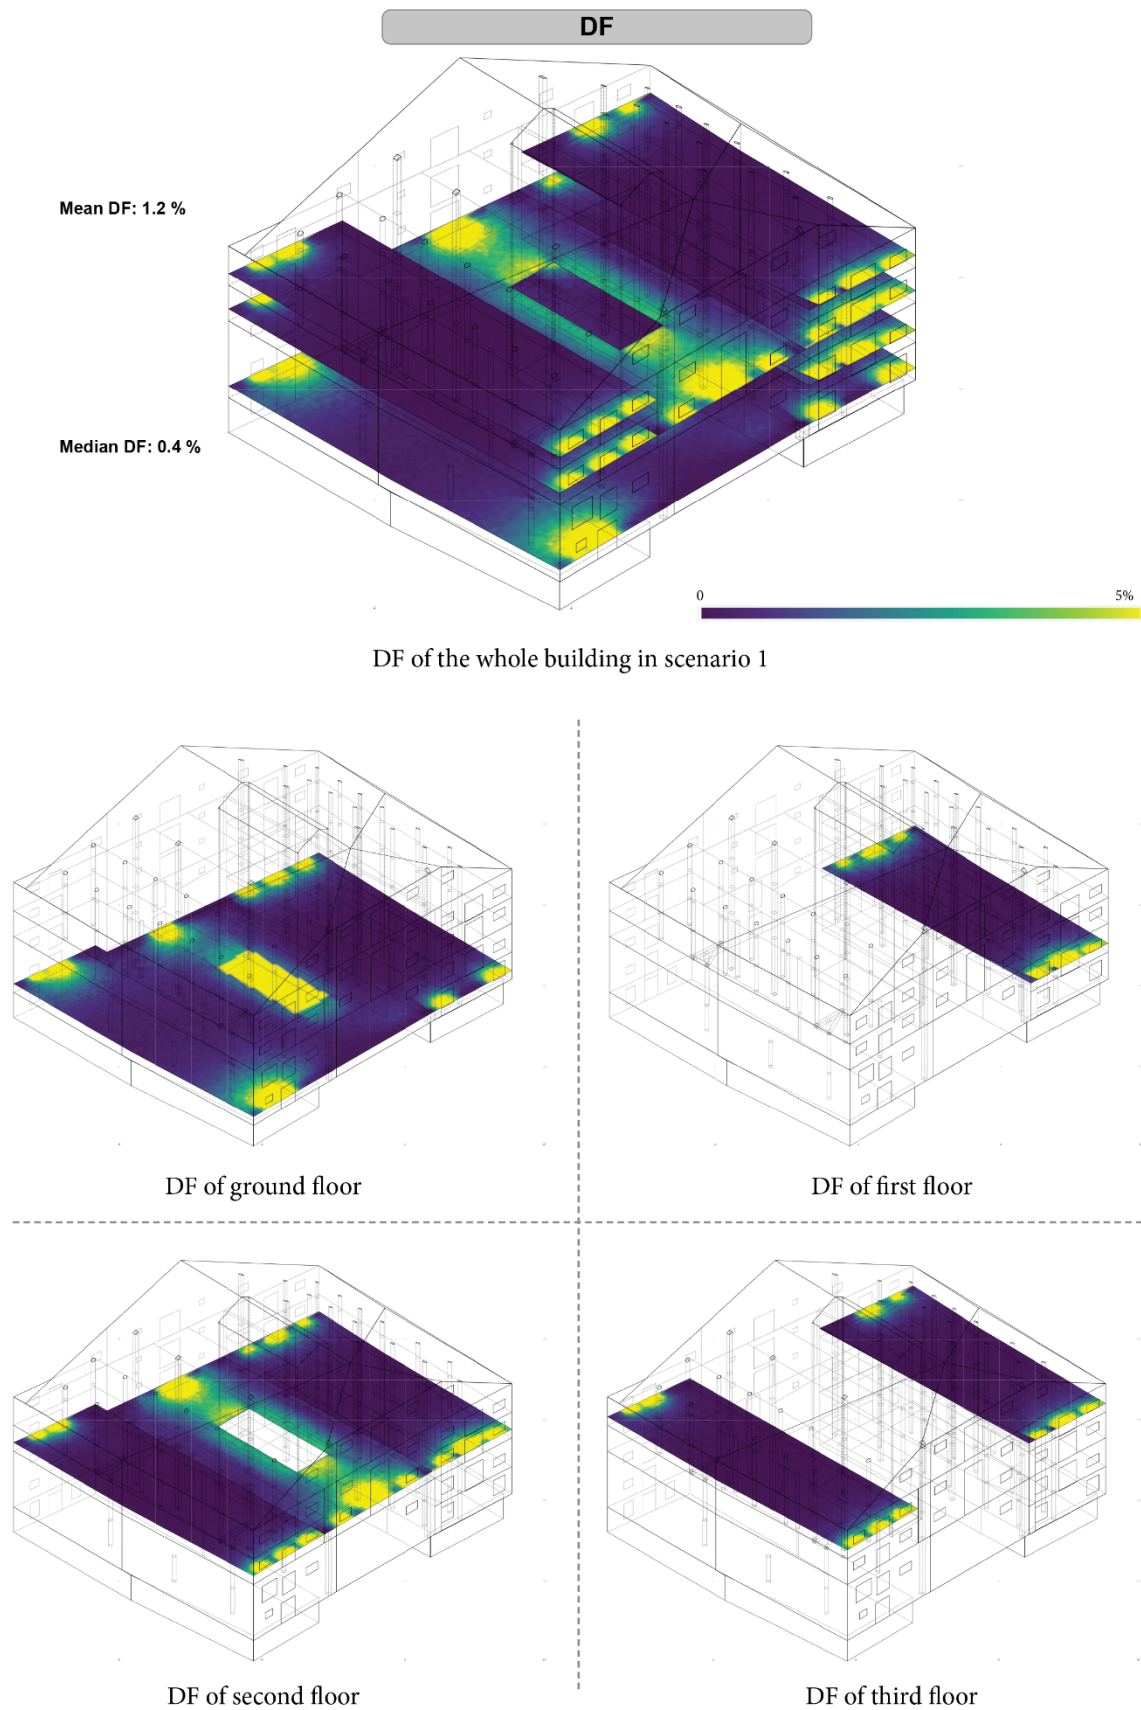 DF
Mean DF: 1.2 %
Median DF: 0.4 %
0 5%
DF of the whole building in scenario 1
DF of ground floor
DF of first floor
DF of second floor
DF of third floor